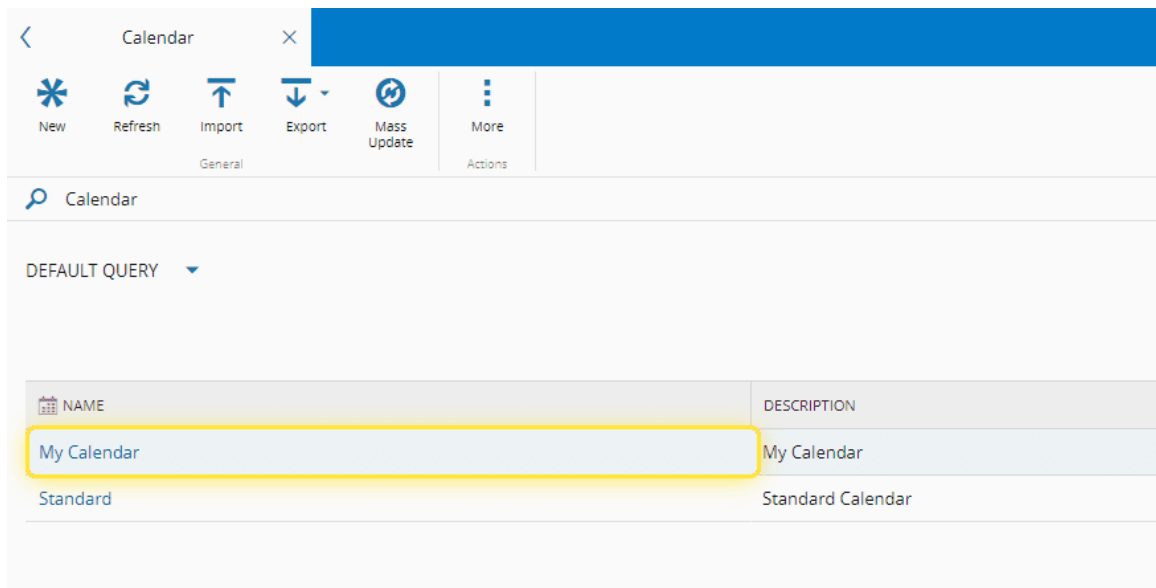 Calendar
New
Refresh
Import
Export
Mass
Update
More
General
Actions
Calendar
DEFAULT QUERY
NAME
DESCRIPTION
My Calendar
My Calendar
Standard
Standard Calendar